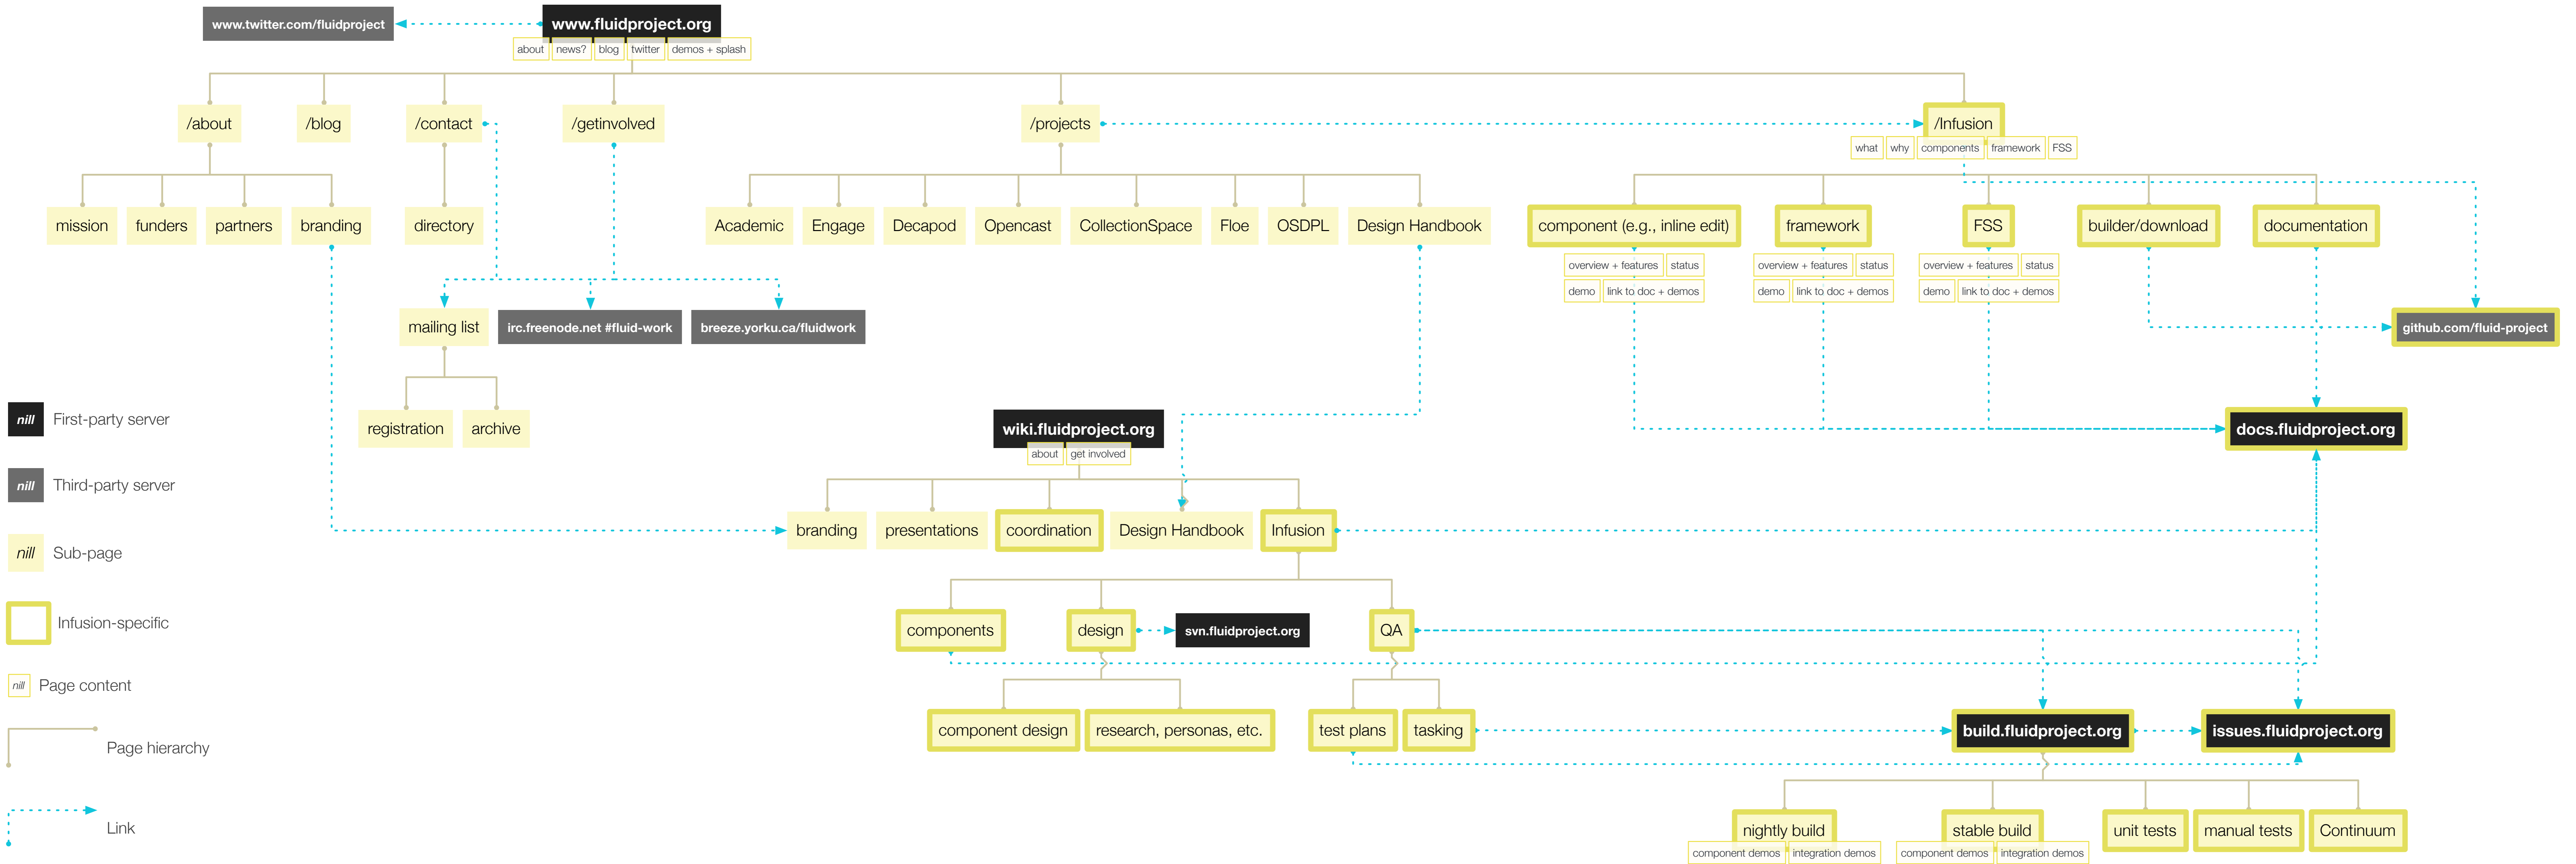 www.twitter.com/fluidproject
www.fluidproject.org
about
news?
blog
twitter
demos + splash
/about
/blog
/contact
/getinvolved
/projects
/Infusion
what
why
components
framework
FSS
mission
funders
partners
branding
directory
Academic
Engage
Decapod
Opencast
CollectionSpace
Floe
OSDPL
Design Handbook
component (e.g., inline edit)
framework
FSS
builder/download
documentation
overview + features
status
demo
link to doc + demos
overview + features
status
demo
link to doc + demos
overview + features
status
demo
link to doc + demos
mailing list
irc.freenode.net #fluid-work
breeze.yorku.ca/fluidwork
github.com/fluid-project
registration
archive
wiki.fluidproject.org
about
get involved
docs.fluidproject.org
branding
presentations
coordination
Design Handbook
Infusion
components
design
svn.fluidproject.org
QA
component design
research, personas, etc.
test plans
tasking
build.fluidproject.org
issues.fluidproject.org
nightly build
component demos
integration demos
stable build
component demos
integration demos
unit tests
manual tests
Continuum
nill
First-party server
nill
Third-party server
nill
Sub-page
Infusion-specific
nill
Page content
Page hierarchy
Link